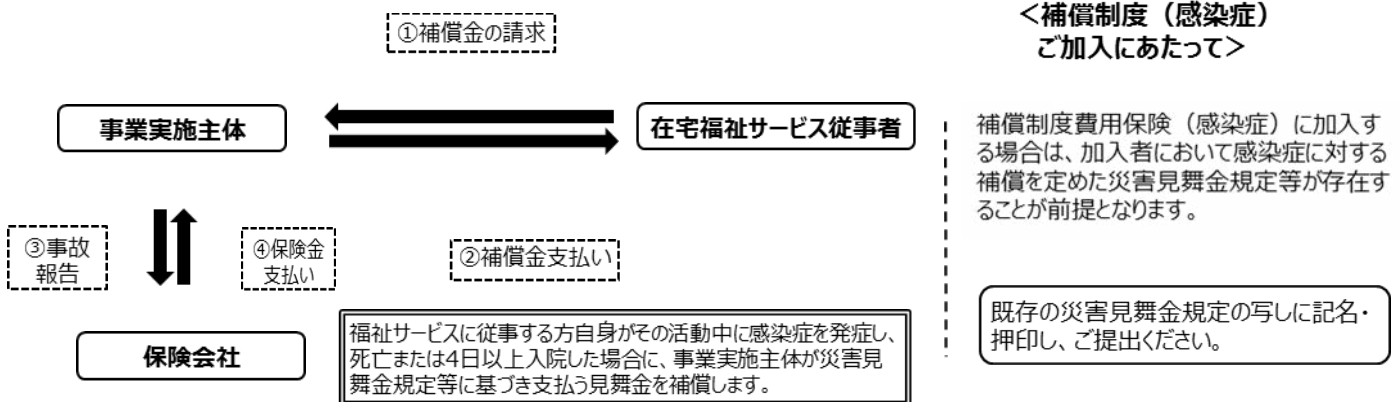 ①補償金の請求
事業実施主体
在宅福祉サービス従事者
③事故
報告
④保険金
支払い
②補償金支払い
保険会社
福祉サービスに従事する方自身がその活動中に感染症を発症し、
死亡または4日以上入院した場合に、事業実施主体が災害見
舞金規定等に基づき支払う見舞金を補償します。
＜補償制度（感染症）
ご加入にあたって＞
補償制度費用保険（感染症）に加入す
る場合は、加入者において感染症に対する
補償を定めた災害見舞金規定等が存在す
ることが前提となります。
既存の災害見舞金規定の写しに記名・
押印し、ご提出ください。